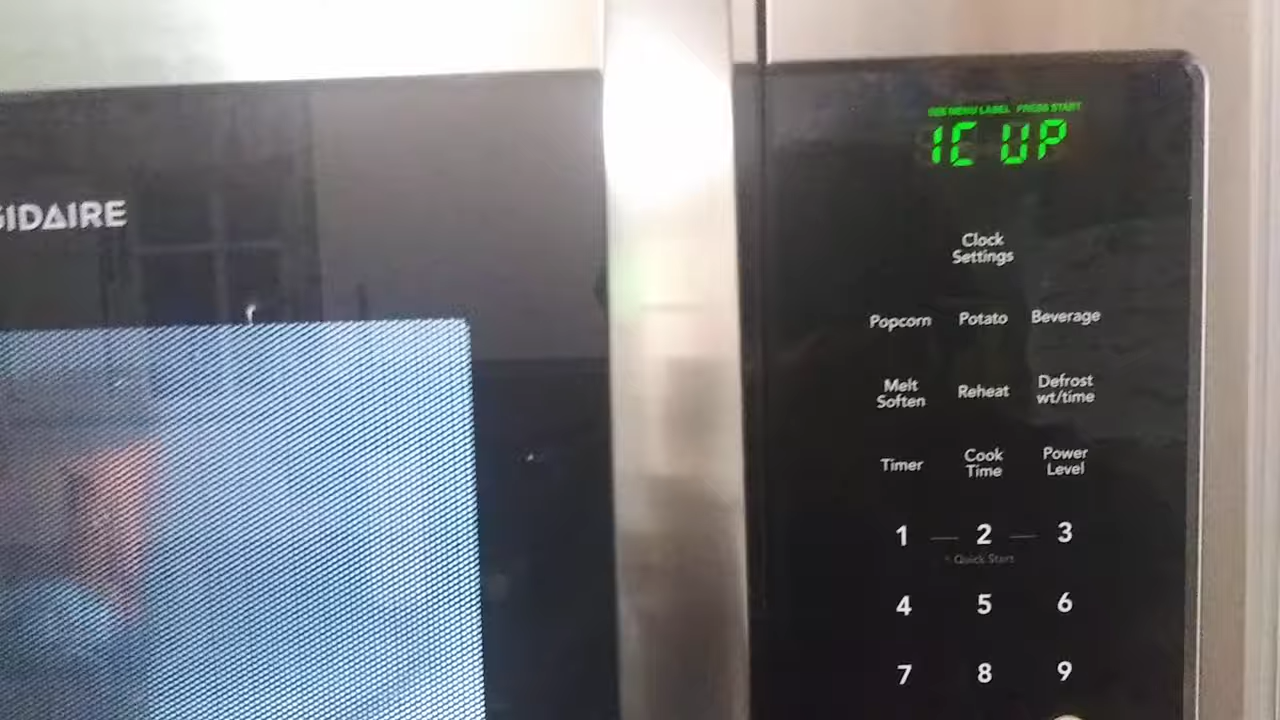 GIDAIRE
SEE MENU LABEL PRESS START
1C UP
Clock
Settings
Popcorn Potato Beverage
Melt
Soften
Reheat
Defrost
wt/time
Timer
Cook
Time
Power
Level
1 2 3
* Quick Start
4 5 6
7 8 9